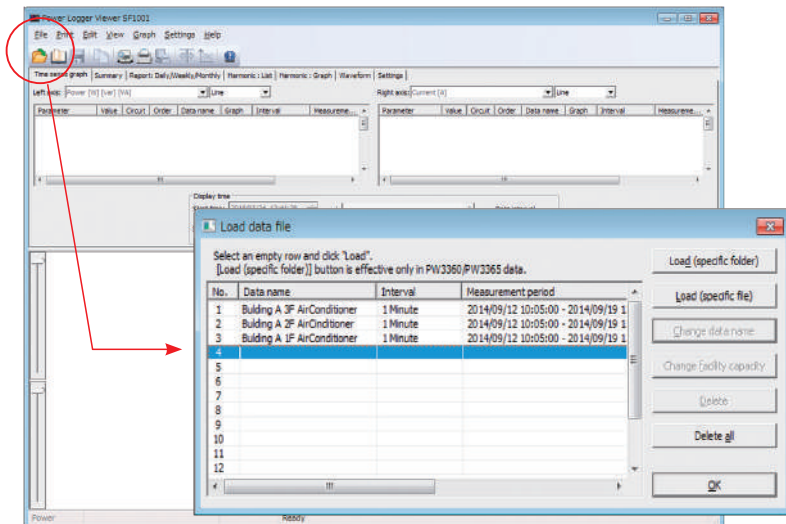 Power Logger Viewer SF1001
File Print Edit View Graph Settings Help
Time series graph Summary Report: Daily/Weekly/Monthly Harmonic : List Harmonic : Graph Waveform Settings
Left axis: Power [W] [var] [VA] Line Right axis: Current [A] Line
Parameter Value Circuit Order Data name Graph Interval Measureme... Parameter Value Circuit Order Data name Graph Interval Measureme...
Display time
Load data file
Select an empty row and click "Load".
[Load (specific folder)] button is effective only in PW3360/PW3365 data.
Load (specific folder)
Load (specific file)
Change data name
Change Facility capacity
Delete
Delete all
OK
No. Data name Interval Measurement period
1 Bulding A 3F AirConditioner 1 Minute 2014/09/12 10:05:00 - 2014/09/19 1
2 Bulding A 2F AirCindtioner 1 Minute 2014/09/12 10:05:00 - 2014/09/19 1
3 Bulding A 1F AirConditioner 1 Minute 2014/09/12 10:05:00 - 2014/09/19 1
4
5
6
7
8
9
10
11
12
Power Ready